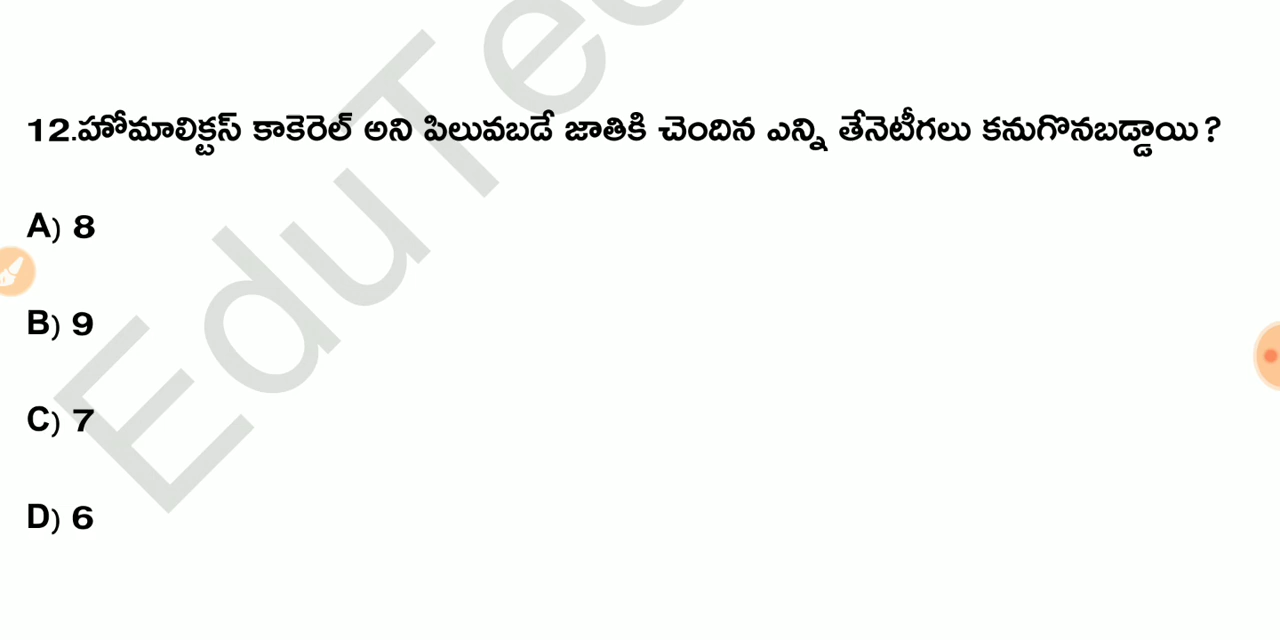 12.హోమాలిక్టస్ కాకెరెల్ అని పిలువబడే జాతికి చెందిన ఎన్ని తేనెటీగలు కనుగొనబడ్డాయి?
A) 8
B) 9
C) 7
D) 6
EduTec